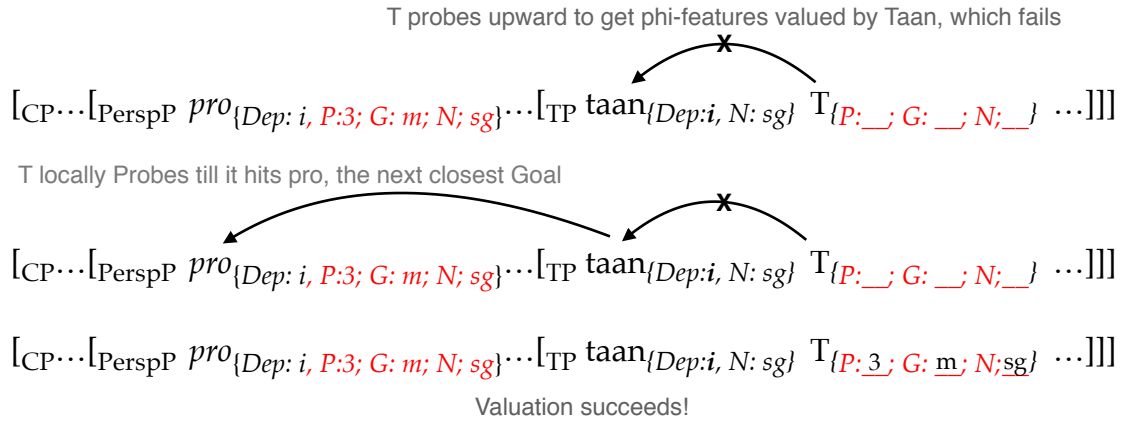 T probes upward to get phi-features valued by Taan, which fails
X
[CP…[PerspP pro{Dep: i, P:3; G: m; N; sg}…[TP taan{Dep:i, N: sg} T{P:__; G: __; N;__} …]]]
T locally Probes till it hits pro, the next closest Goal
X
[CP…[PerspP pro{Dep: i, P:3; G: m; N; sg}…[TP taan{Dep:i, N: sg} T{P:__; G: __; N;__} …]]]
[CP…[PerspP pro{Dep: i, P:3; G: m; N; sg}…[TP taan{Dep:i, N: sg} T{P:_3_; G: m; N;sg} …]]]
Valuation succeeds!